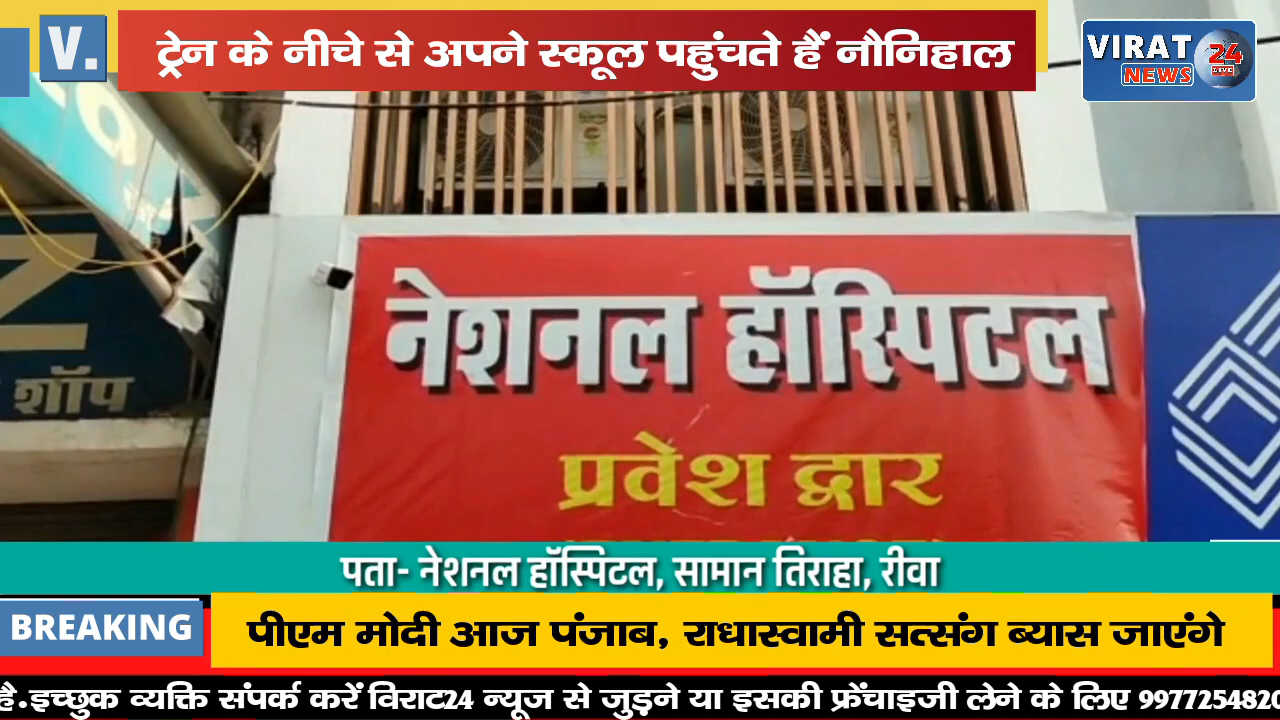 V.
ट्रेन के नीचे से अपने स्कूल पहुंचते हैं नौनिहाल
VIRAT
NEWS
24
LIVE
Z
शॉप
नेशनल हॉस्पिटल
प्रवेश द्वार
पता- नेशनल हॉस्पिटल, सामान तिराहा, रीवा
BREAKING
पीएम मोदी आज पंजाब, राधास्वामी सत्संग ब्यास जाएंगे
है.इच्छुक व्यक्ति संपर्क करें विराट24 न्यूज से जुड़ने या इसकी फ्रेंचाइजी लेने के लिए 9977254820